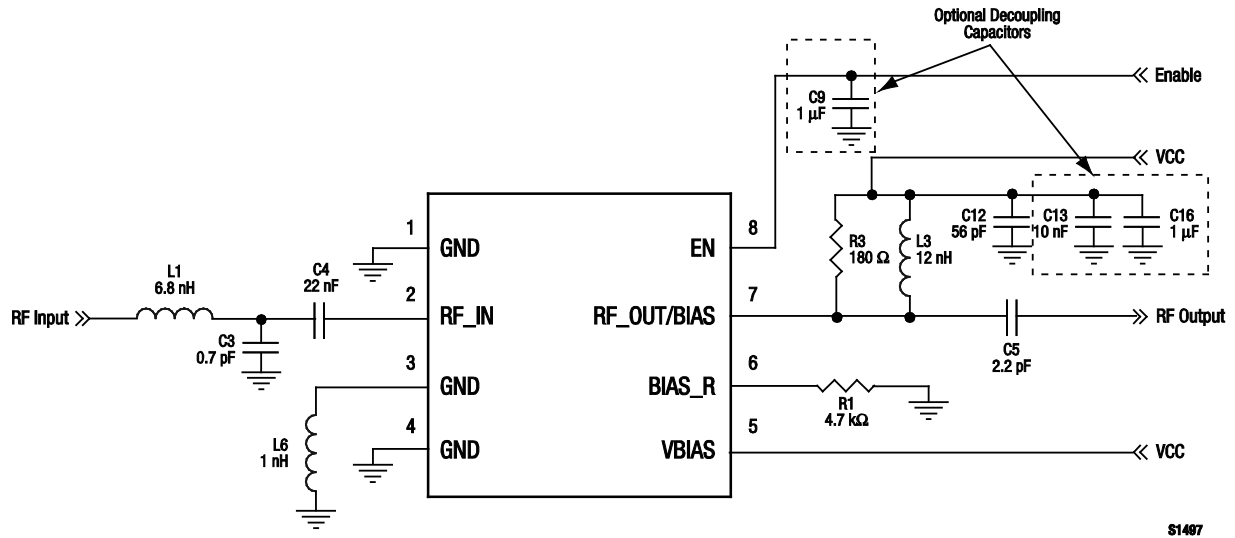 Optional Decoupling
Capacitors
Enable
C9
1 µF
VCC
C12
56 pF
C13
10 nF
C16
1 µF
R3
180 Ω
L3
12 nH
1
GND
8
EN
L1
6.8 nH
C4
22 nF
2
RF_IN
7
RF_OUT/BIAS
RF Input
RF Output
C3
0.7 pF
C5
2.2 pF
3
GND
6
BIAS_R
R1
4.7 kΩ
L6
1 nH
4
GND
5
VBIAS
VCC
S1497